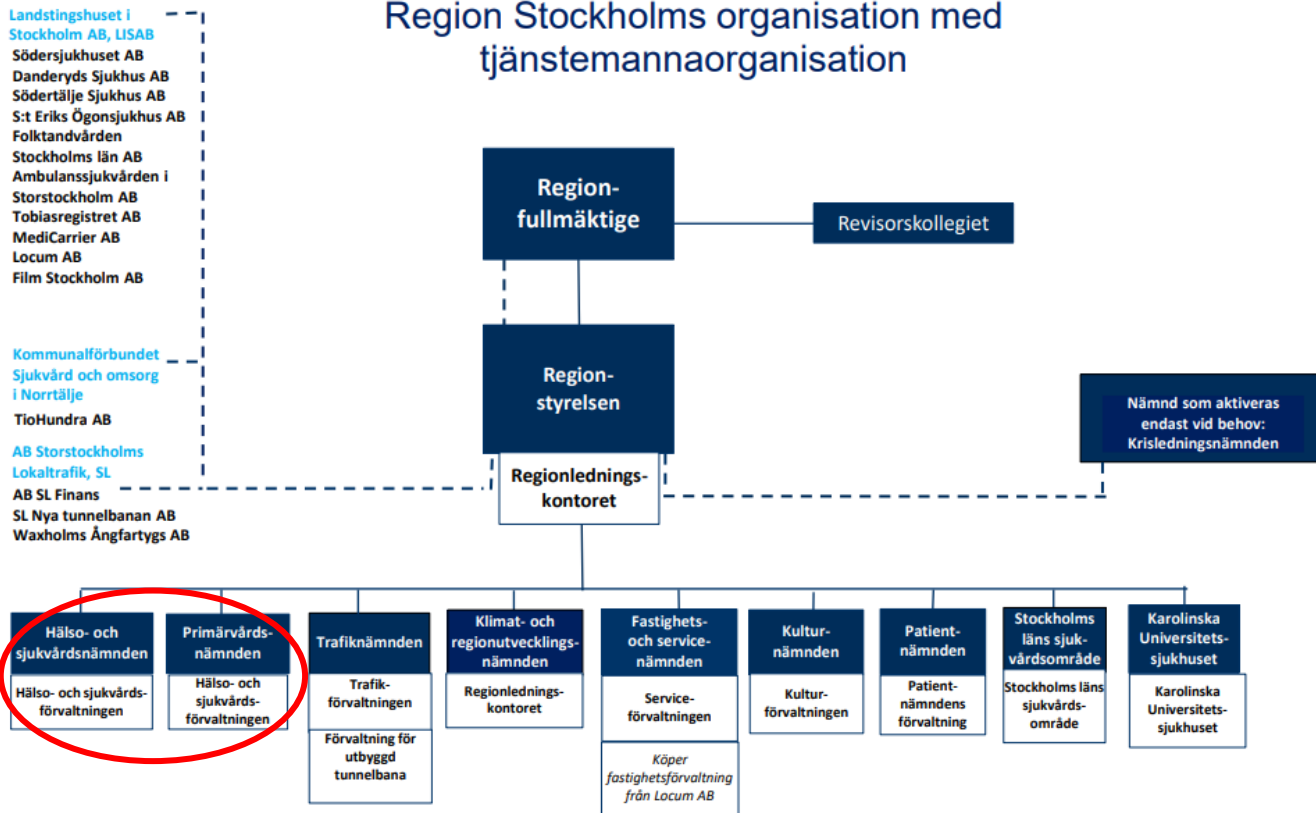 Region Stockholms organisation med
tjänstemannaorganisation
Landstingshuset i
Stockholm AB, LISAB
Södersjukhuset AB
Danderyds Sjukhus AB
Södertälje Sjukhus AB
S:t Eriks Ögonsjukhus AB
Folktandvården
Stockholms län AB
Ambulanssjukvården i
Storstockholm AB
Tobiasregistret AB
MediCarrier AB
Locum AB
Film Stockholm AB
Kommunalförbundet
Sjukvård och omsorg
i Norrtälje
TioHundra AB
AB Storstockholms
Lokaltrafik, SL
AB SL Finans
SL Nya tunnelbanan AB
Waxholms Ångfartygs AB
Region-
fullmäktige
Revisorskollegiet
Region-
styrelsen
Regionlednings-
kontoret
Nämnd som aktiveras
endast vid behov:
Krisledningsnämnden
Hälso- och
sjukvårdsnämnden
Hälso- och sjukvårds-
förvaltningen
Primärvårds-
nämnden
Hälso- och
sjukvårds-
förvaltningen
Trafiknämnden
Trafik-
förvaltningen
Förvaltning för
utbyggd
tunnelbana
Klimat- och
regionutvecklings-
nämnden
Regionlednings-
kontoret
Fastighets-
och service-
nämnden
Service-
förvaltningen
Köper
fastighetsförvaltning
från Locum AB
Kultur-
nämnden
Kultur-
förvaltningen
Patient-
nämnden
Patient-
nämndens
förvaltning
Stockholms
läns sjuk-
vårdsområde
Stockholms läns
sjukvårds-
område
Karolinska
Universitets-
sjukhuset
Karolinska
Universitets-
sjukhuset